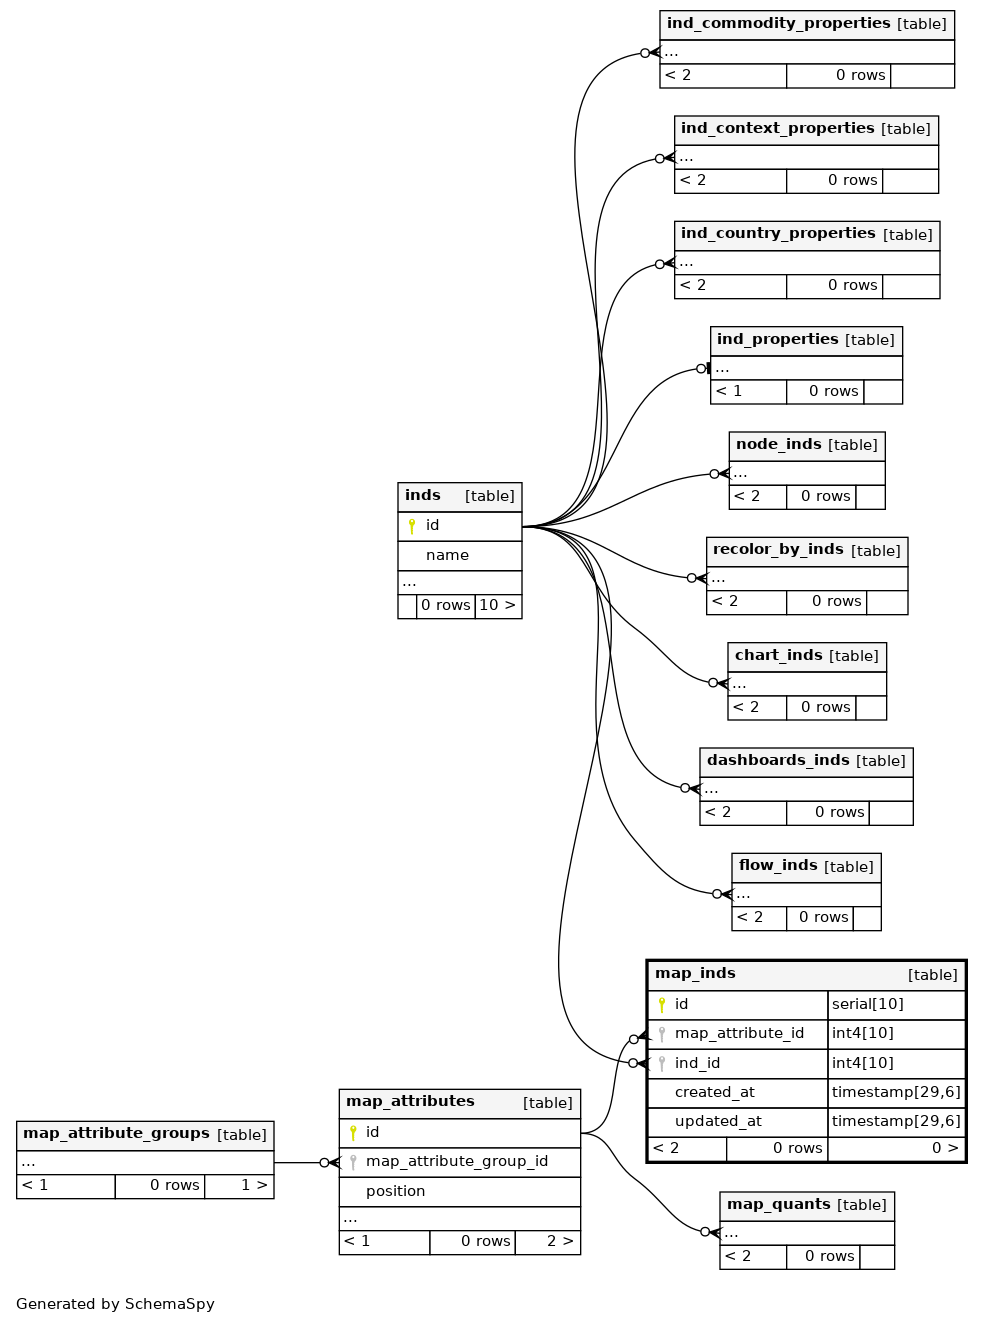 ind_commodity_properties [table]
...
< 2 0 rows
ind_context_properties [table]
...
< 2 0 rows
ind_country_properties [table]
...
< 2 0 rows
ind_properties [table]
...
< 1 0 rows
node_inds [table]
...
< 2 0 rows
inds [table]
id
name
...
0 rows 10 >
recolor_by_inds [table]
...
< 2 0 rows
chart_inds [table]
...
< 2 0 rows
dashboards_inds [table]
...
< 2 0 rows
flow_inds [table]
...
< 2 0 rows
map_inds [table]
id serial[10]
map_attribute_id int4[10]
ind_id int4[10]
created_at timestamp[29,6]
updated_at timestamp[29,6]
< 2 0 rows 0 >
map_attributes [table]
id
map_attribute_group_id
position
...
< 1 0 rows 2 >
map_attribute_groups [table]
...
< 1 0 rows 1 >
map_quants [table]
...
< 2 0 rows
Generated by SchemaSpy